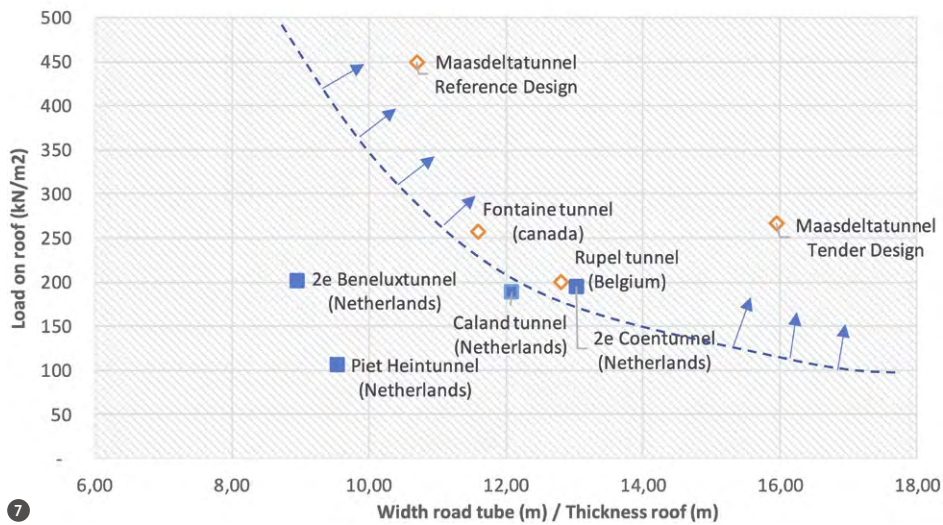 500
450
400
350
300
250
200
150
100
50
-
Load on roof (kN/m2)
Maasdeltatunnel
Reference Design
Fontaine tunnel
(canada)
Maasdeltatunnel
Tender Design
Rupel tunnel
(Belgium)
2e Beneluxtunnel
(Netherlands)
Caland tunnel
(Netherlands)
2e Coentunnel
(Netherlands)
Piet Heintunnel
(Netherlands)
6,00 8,00 10,00 12,00 14,00 16,00 18,00
Width road tube (m) / Thickness roof (m)
7